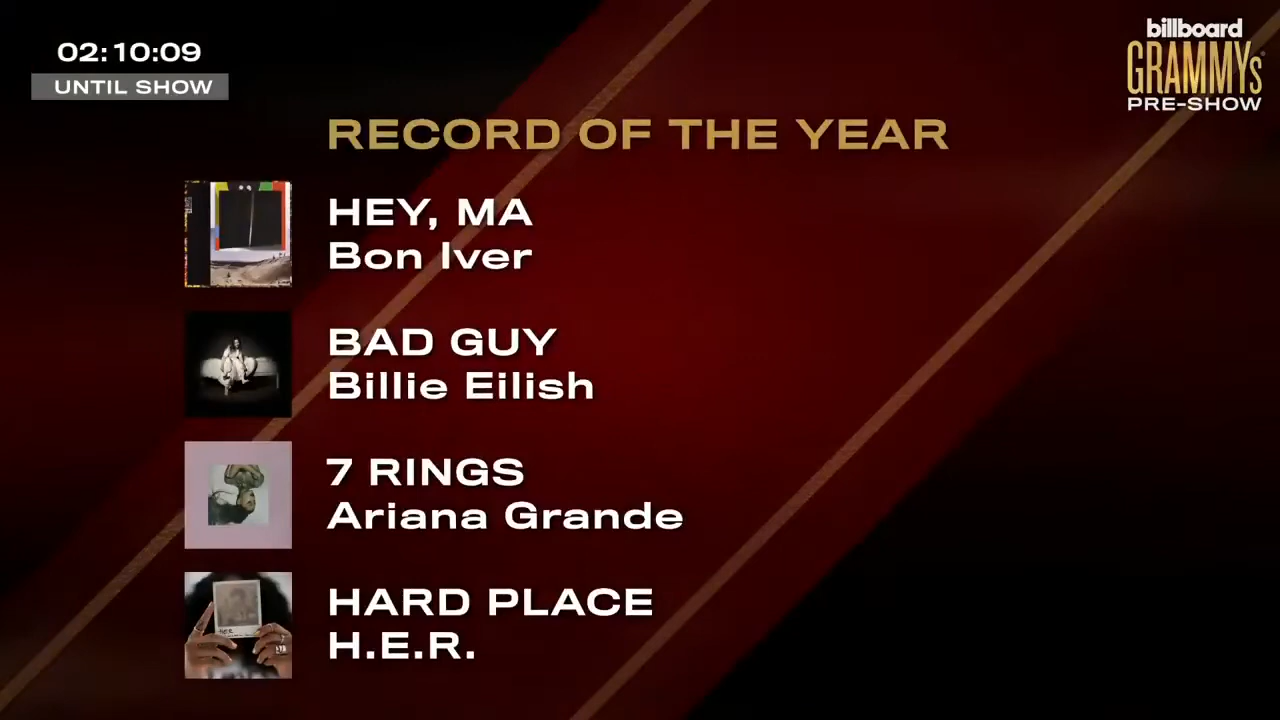 02:10:09
UNTIL SHOW
billboard
GRAMMYs
PRE-SHOW
RECORD OF THE YEAR
HEY, MA
Bon Iver
BAD GUY
Billie Eilish
7 RINGS
Ariana Grande
HARD PLACE
H.E.R.